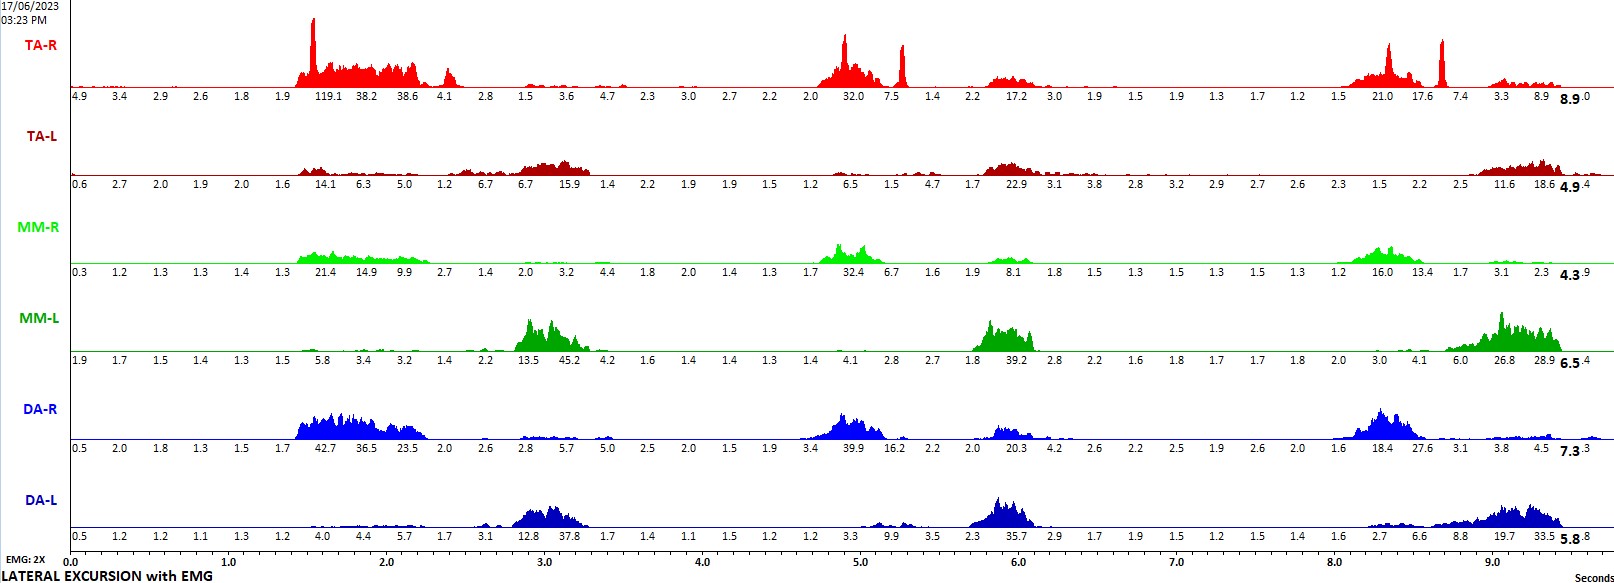 17/06/2023
03:23 PM
TA-R
4.9 3.4 2.9 2.6 1.8 1.9 119.1 38.2 38.6 4.1 2.8 1.5 3.6 4.7 2.3 3.0 2.7 2.2 2.0 32.0 7.5 1.4 2.2 17.2 3.0 1.9 1.5 1.9 1.3 1.7 1.2 1.5 21.0 17.6 7.4 3.3 8.9 8.9 .0
TA-L
0.6 2.7 2.0 1.9 2.0 1.6 14.1 6.3 5.0 1.2 6.7 6.7 15.9 1.4 2.2 1.9 1.9 1.5 1.2 6.5 1.5 4.7 1.7 22.9 3.1 3.8 2.8 3.2 2.9 2.7 2.6 2.3 1.5 2.2 2.5 11.6 18.6 4.9 .4
MM-R
0.3 1.2 1.3 1.3 1.4 1.3 21.4 14.9 9.9 2.7 1.4 2.0 3.2 4.4 1.8 2.0 1.4 1.3 1.7 32.4 6.7 1.6 1.9 8.1 1.8 1.5 1.3 1.5 1.3 1.5 1.3 1.2 16.0 13.4 1.7 3.1 2.3 4.3 .9
MM-L
1.9 1.7 1.5 1.4 1.3 1.5 5.8 3.4 3.2 1.4 2.2 13.5 45.2 4.2 1.6 1.4 1.4 1.3 1.4 4.1 2.8 2.7 1.8 39.2 2.8 2.2 1.6 1.8 1.7 1.7 1.8 2.0 3.0 4.1 6.0 26.8 28.9 6.5 .4
DA-R
0.5 2.0 1.8 1.3 1.5 1.7 42.7 36.5 23.5 1.2 2.6 2.8 5.7 5.0 2.5 2.0 1.5 1.9 3.4 39.9 16.2 2.2 2.0 20.3 4.2 2.6 2.2 2.5 1.9 2.6 2.0 1.6 18.4 27.6 3.1 3.8 4.5 7.3 .3
DA-L
0.5 1.2 1.2 1.1 1.3 1.2 4.0 4.4 5.7 1.7 3.1 12.8 37.8 1.7 1.4 1.1 1.2 1.2 1.2 3.3 9.9 3.5 2.3 35.7 2.9 1.7 1.9 1.7 1.2 1.5 1.4 1.6 2.7 6.6 8.8 19.7 33.5 5.8 .8
EMG: 2X
0.0 1.0 2.0 3.0 4.0 5.0 6.0 7.0 8.0 9.0
LATERAL EXCURSION with EMG Seconds